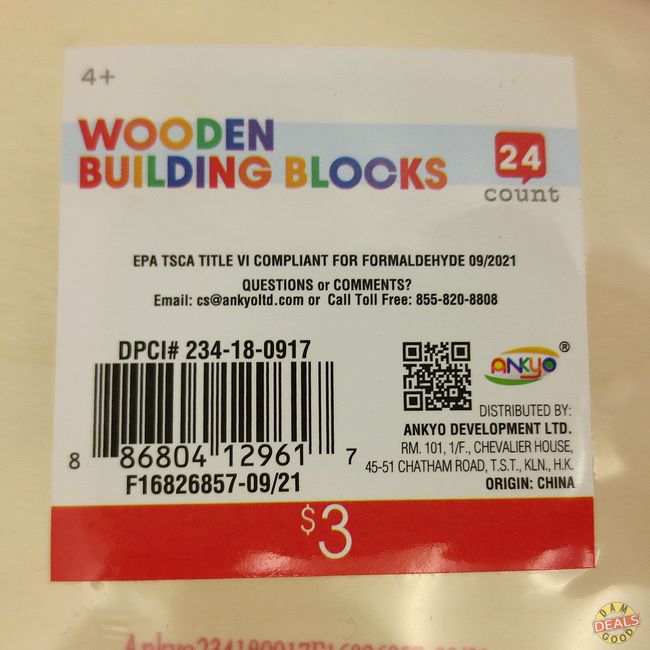 4+
WOODEN
BUILDING BLOCKS
24
count
EPA TSCA TITLE VI COMPLIANT FOR FORMALDEHYDE 09/2021
QUESTIONS or COMMENTS?
Email: cs@ankyoltd.com or Call Toll Free: 855-820-8808
DPCI# 234-18-0917
8 86804 12961 7
F16826857-09/21
ANKYO ®
DISTRIBUTED BY:
ANKYO DEVELOPMENT LTD.
RM. 101, 1/F., CHEVALIER HOUSE,
45-51 CHATHAM ROAD, T.S.T., KLN., H.K.
ORIGIN: CHINA
$3
DAM
DEALS
GOOD